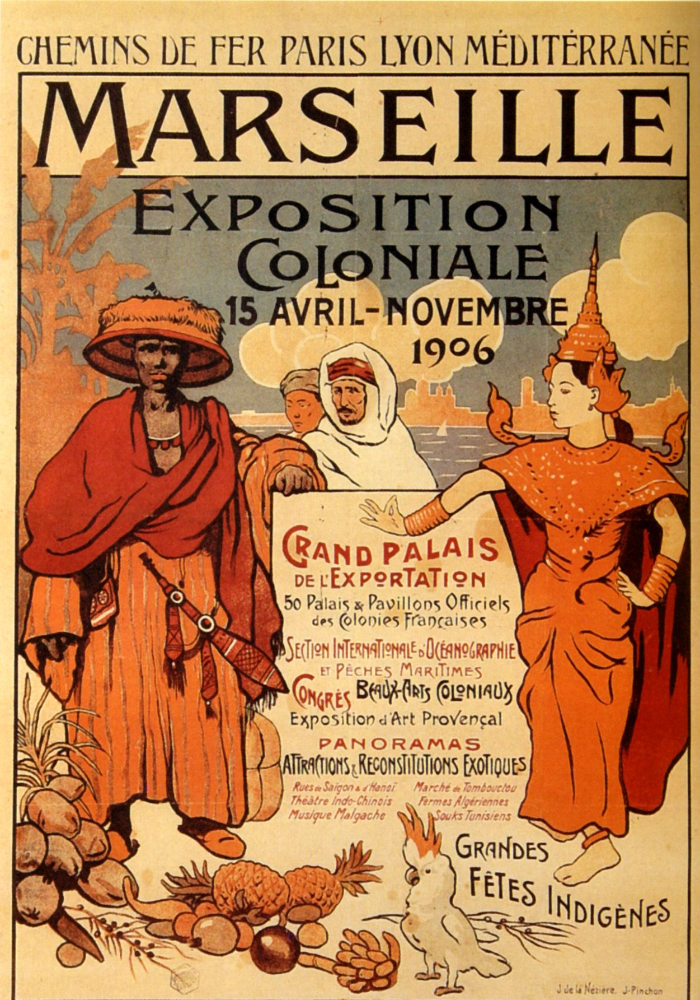 CHEMINS DE FER PARIS LYON MÉDITÉRRANÉE
MARSEILLE
EXPOSITION
COLONIALE
15 AVRIL-NOVEMBRE
1906
GRAND PALAIS
DE L'EXPORTATION
50 Palais & Pavillons Officiels
des Colonies Françaises
SECTION INTERNATIONALE D'OCÉANOGRAPHIE
ET PÊCHES MARITIMES
CONGRÈS BEAUX-ARTS COLONIAUX
Exposition d'Art Provençal
PANORAMAS
ATTRACTIONS & RECONSTITUTIONS EXOTIQUES
Rues de Saïgon & d'Hanoï
Théâtre Indo-Chinois
Musique Malgache
Marché de Tombouctou
Fermes Algériennes
Souks Tunisiens
GRANDES
FÊTES INDIGÈNES
J de la Nézière. J-Pinchon